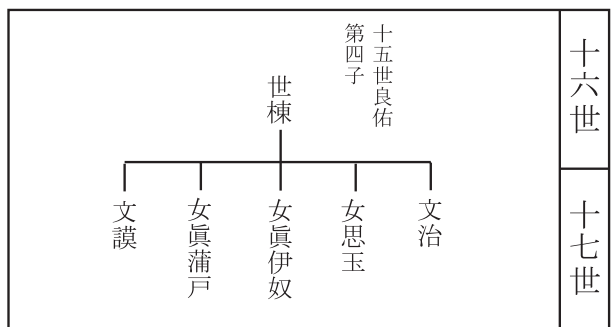 十六世
十五世良佑
第四子
世棟
十七世
文治
女思玉
女眞伊奴
女眞蒲戸
文謨